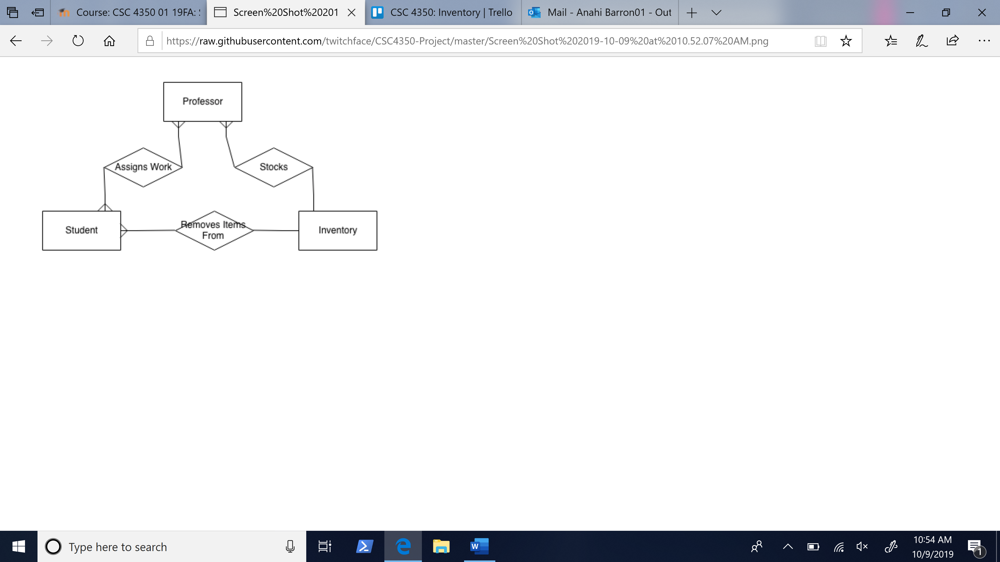 Course: CSC 4350 01 19FA: S
Screen%20Shot%20201
CSC 4350: Inventory | Trello
Mail - Anahi Barron01 - Out
https://raw.githubusercontent.com/twitchface/CSC4350-Project/master/Screen%20Shot%202019-10-09%20at%2010.52.07%20AM.png
Professor
Assigns Work
Stocks
Student
Removes Items
From
Inventory
Type here to search
W
10:54 AM
10/9/2019
1